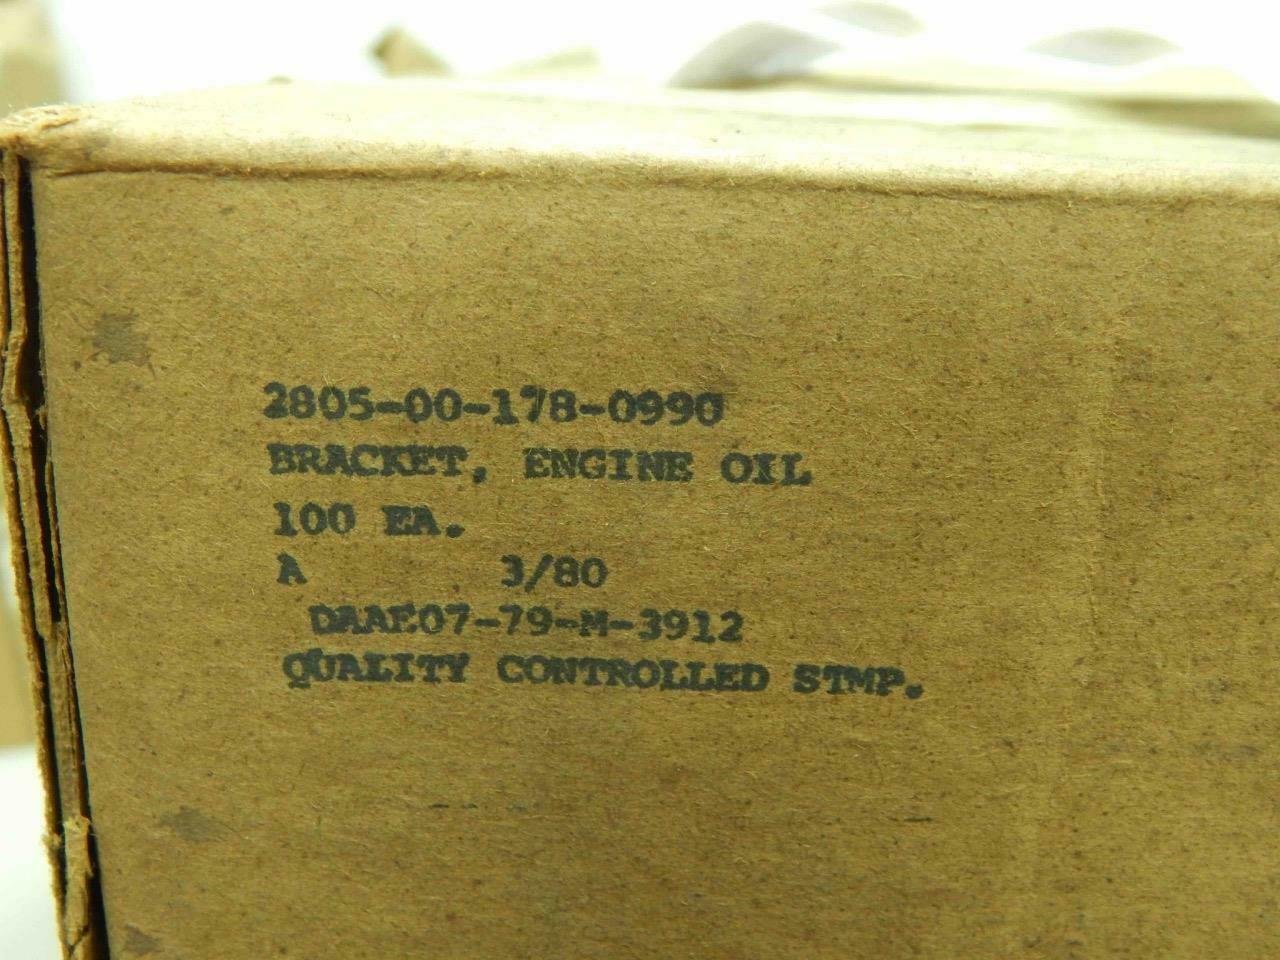 2805-00-178-0990
BRACKET, ENGINE OIL
100 EA.
A 3/80
DAAE07-79-M-3912
QUALITY CONTROLLED STMP.